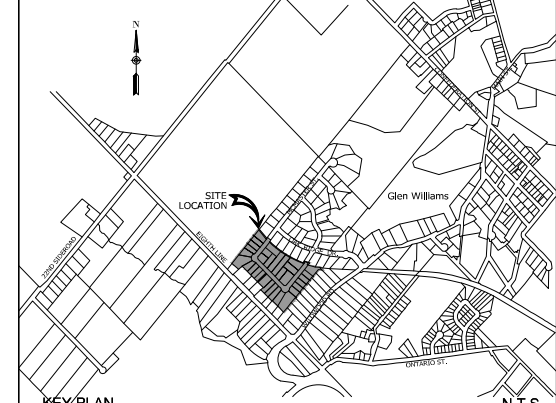 N
SITE
LOCATION
Glen Williams
EIGHTH LINE
22ND SIDEROAD
ONTARIO ST.
KEY PLAN
N.T.S.